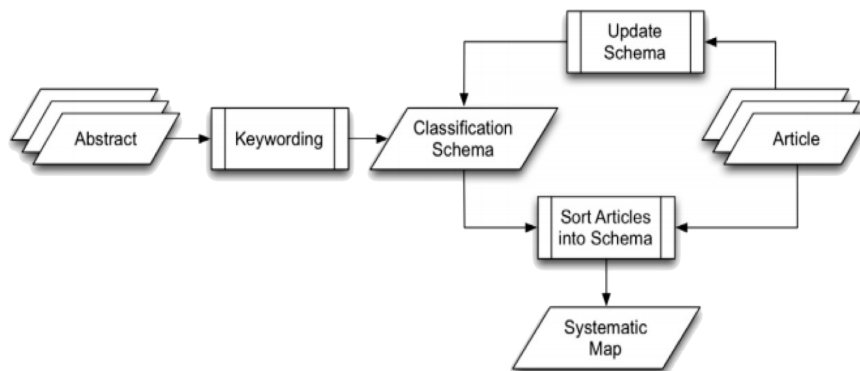 Update
Schema
Abstract
Keywording
Classification
Schema
Article
Sort Articles
into Schema
Systematic
Map